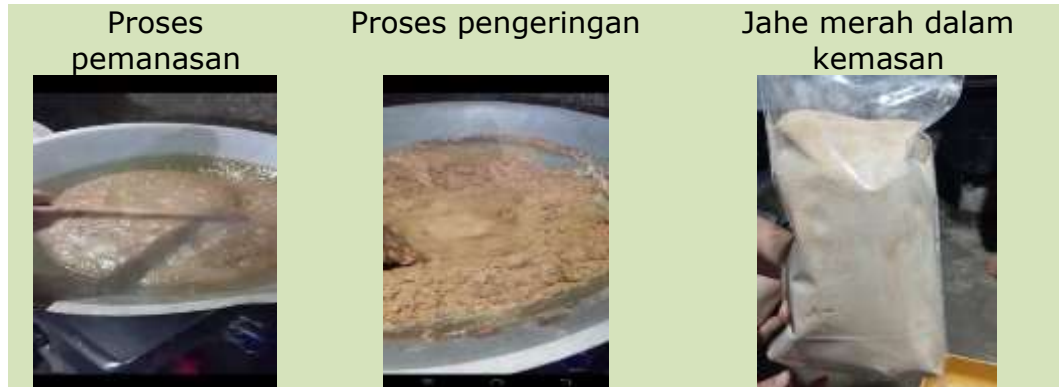 Proses
pemanasan
Proses pengeringan
Jahe merah dalam
kemasan